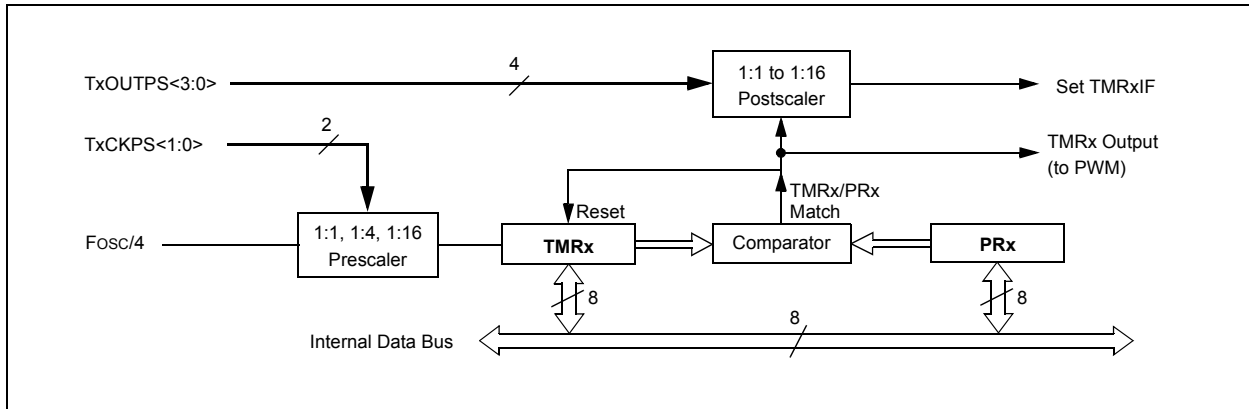 TxOUTPS<3:0>
4
1:1 to 1:16
Postscaler
Set TMRxIF
TxCKPS<1:0>
2
TMRx Output
(to PWM)
TMRx/PRx
Match
Reset
FOSC/4
1:1, 1:4, 1:16
Prescaler
TMRx
Comparator
PRx
8
8
8
Internal Data Bus